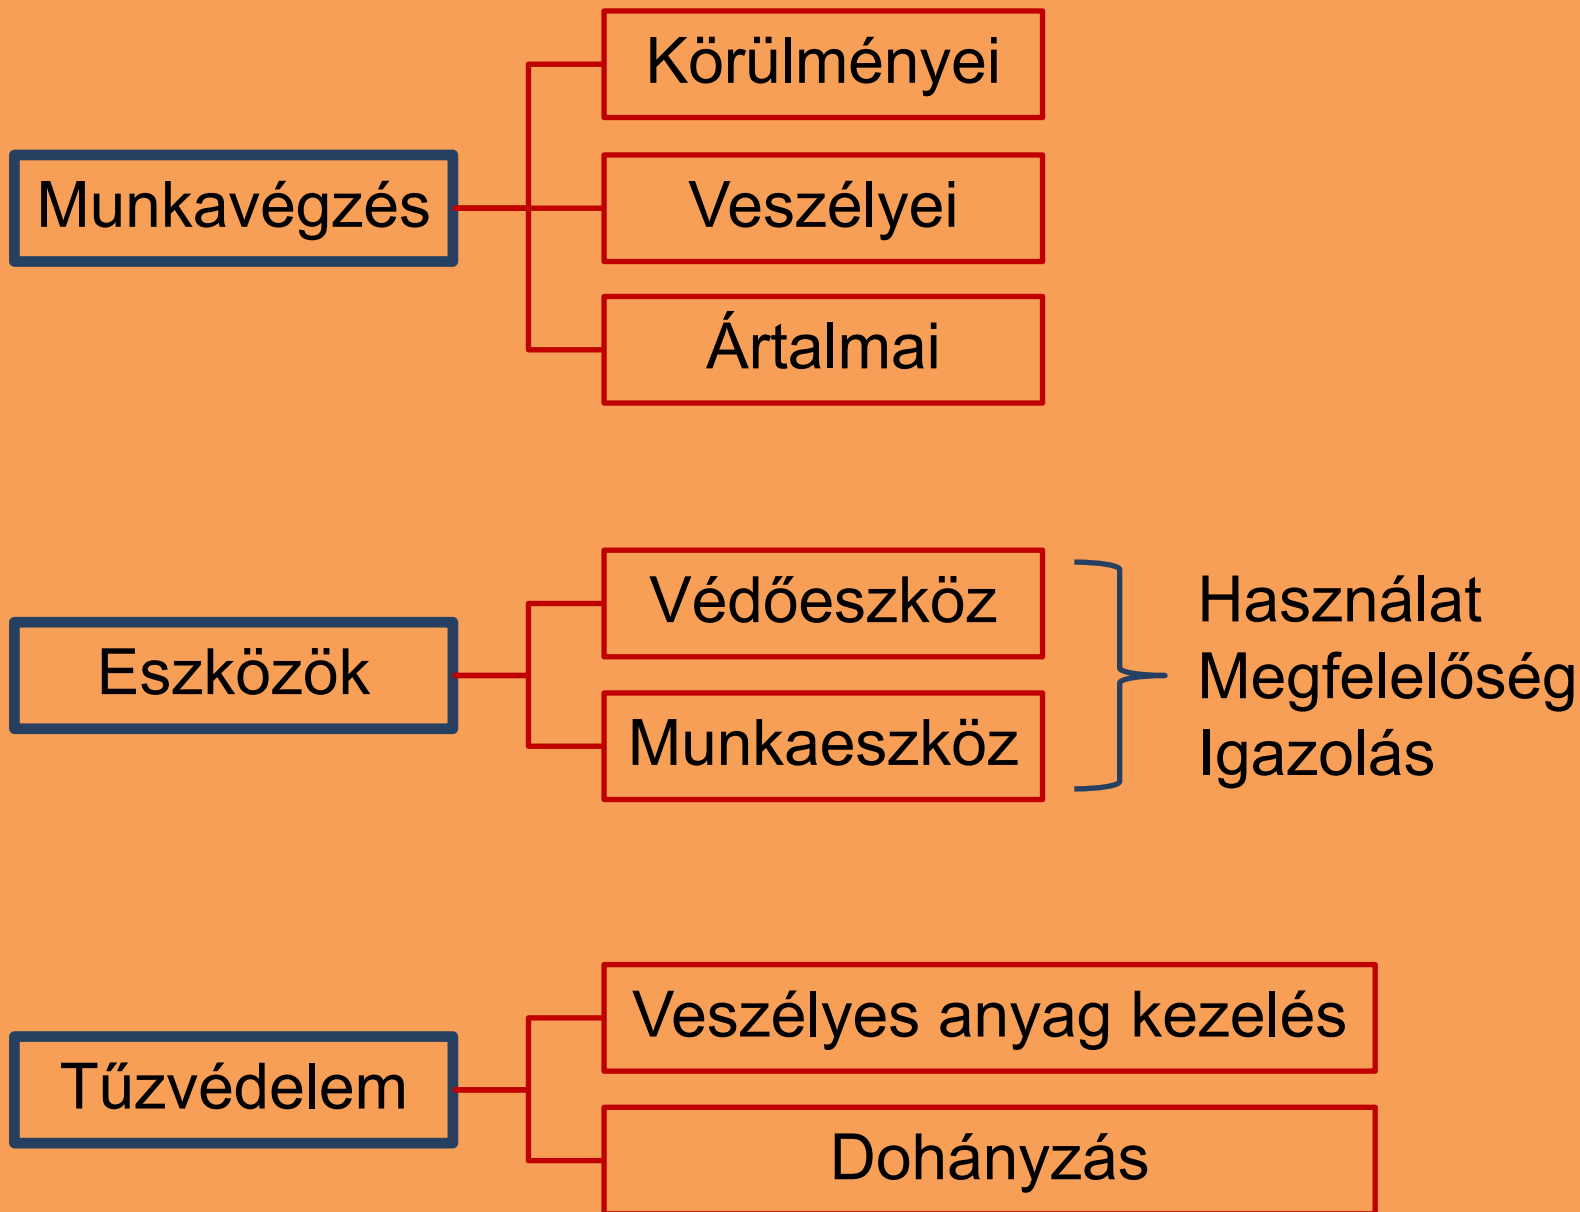 Munkavégzés
Körülményei
Veszélyei
Ártalmai
Eszközök
Védőeszköz
Munkaeszköz
Használat
Megfelelőség
Igazolás
Tűzvédelem
Veszélyes anyag kezelés
Dohányzás